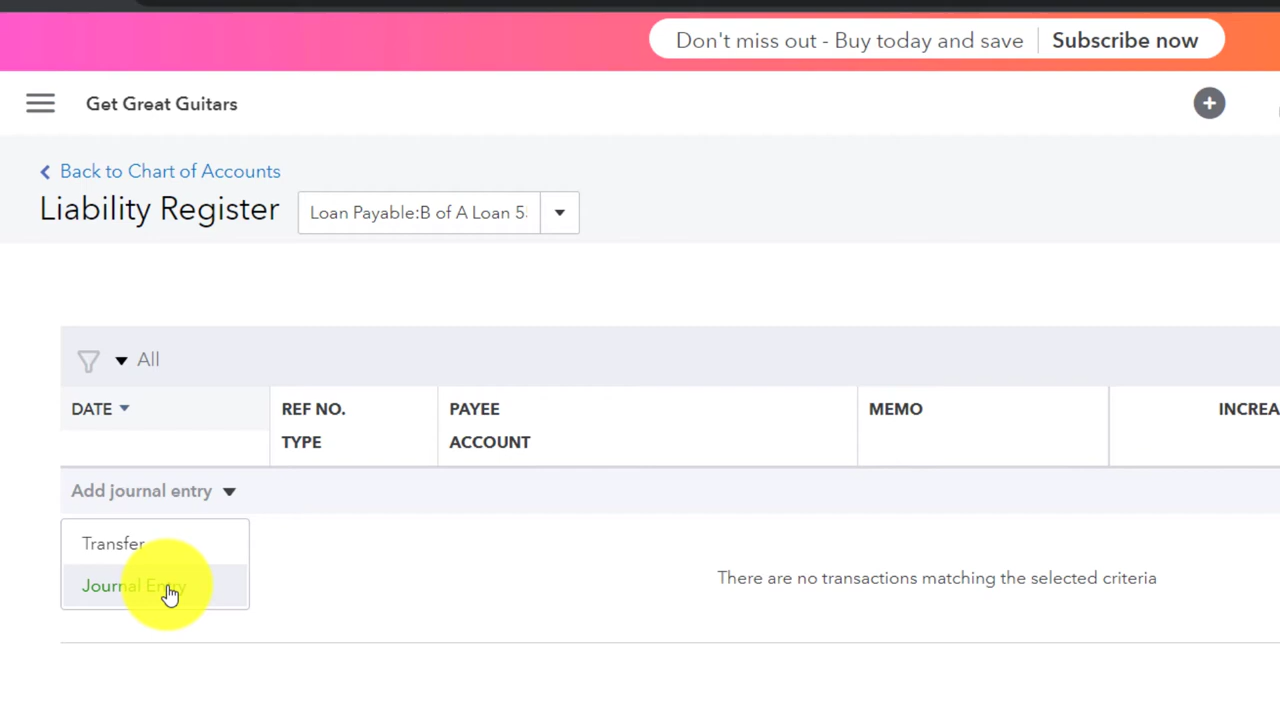 Don't miss out - Buy today and save Subscribe now
Get Great Guitars
Back to Chart of Accounts
Liability Register Loan Payable:B of A Loan 5
All
DATE REF NO. PAYEE MEMO INCREA
TYPE ACCOUNT
Add journal entry
Transfer
Journal Entry
There are no transactions matching the selected criteria